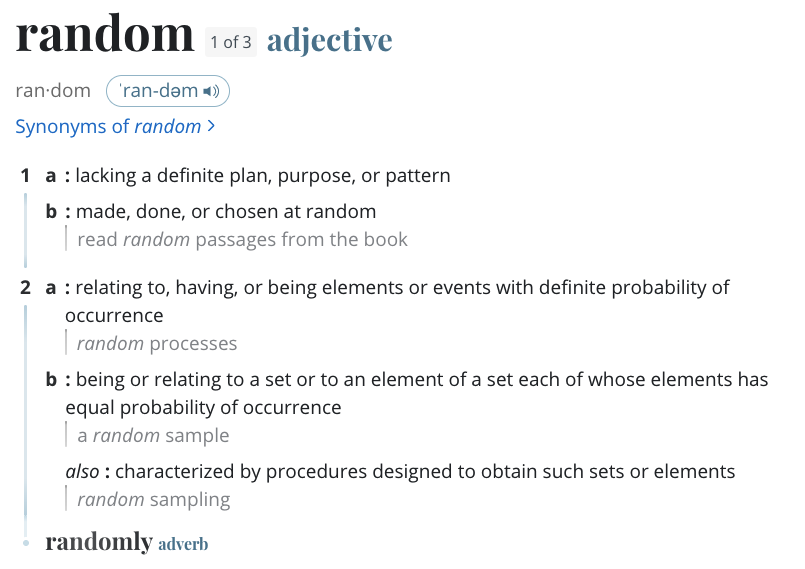 random 1 of 3 adjective
ran·dom ˈran-dəm
Synonyms of random
1 a : lacking a definite plan, purpose, or pattern
b : made, done, or chosen at random
read random passages from the book
2 a : relating to, having, or being elements or events with definite probability of
occurrence
random processes
b : being or relating to a set or to an element of a set each of whose elements has
equal probability of occurrence
a random sample
also : characterized by procedures designed to obtain such sets or elements
random sampling
randomly adverb